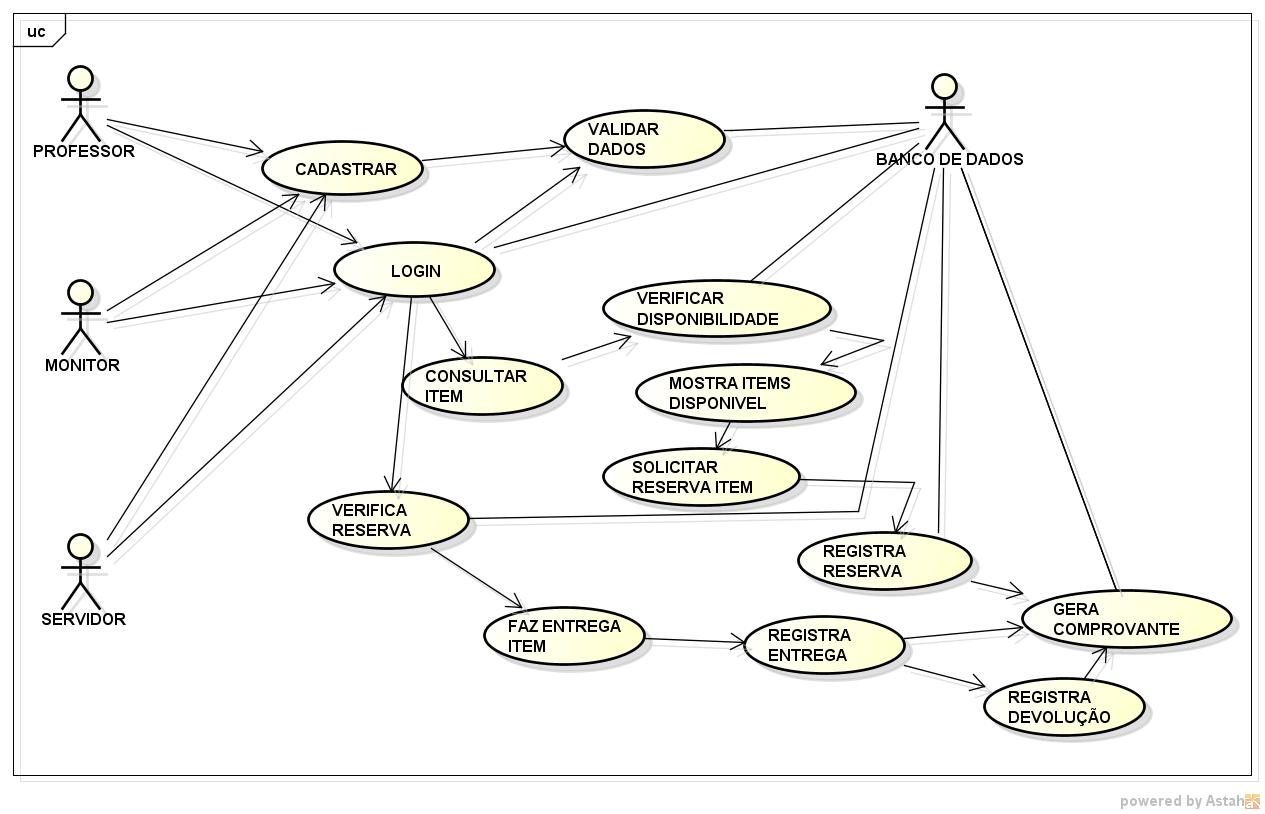 uc
PROFESSOR
BANCO DE DADOS
VALIDAR
DADOS
CADASTRAR
LOGIN
MONITOR
VERIFICAR
DISPONIBILIDADE
CONSULTAR
ITEM
MOSTRA ITEMS
DISPONIVEL
SOLICITAR
RESERVA ITEM
VERIFICA
RESERVA
REGISTRA
RESERVA
SERVIDOR
FAZ ENTREGA
ITEM
REGISTRA
ENTREGA
GERA
COMPROVANTE
REGISTRA
DEVOLUÇÃO
powered by Astah